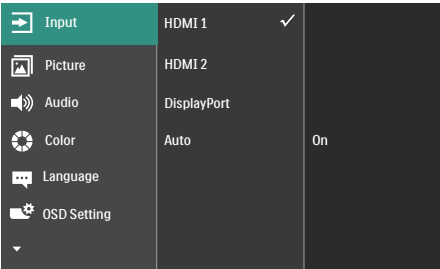 Input HDMI 1
Picture HDMI 2
Audio DisplayPort
Color Auto On
Language
OSD Setting